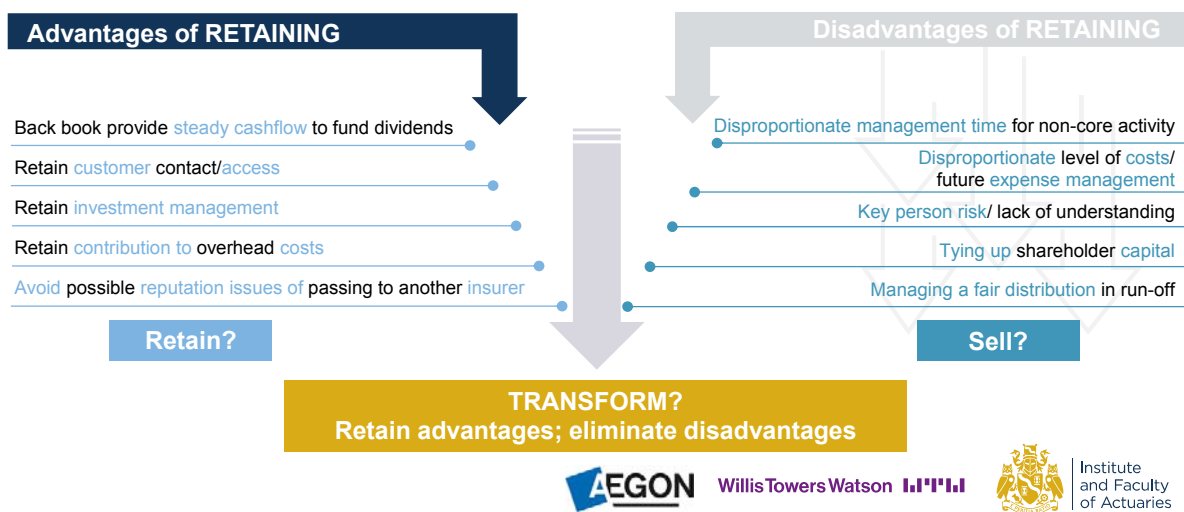 Advantages of RETAINING
Disadvantages of RETAINING
Back book provide steady cashflow to fund dividends
Retain customer contact/access
Retain investment management
Retain contribution to overhead costs
Avoid possible reputation issues of passing to another insurer
Disproportionate management time for non-core activity
Disproportionate level of costs/
future expense management
Key person risk/ lack of understanding
Tying up shareholder capital
Managing a fair distribution in run-off
Retain?
Sell?
TRANSFORM?
Retain advantages; eliminate disadvantages
AEGON
Willis Towers Watson
Institute
and Faculty
of Actuaries